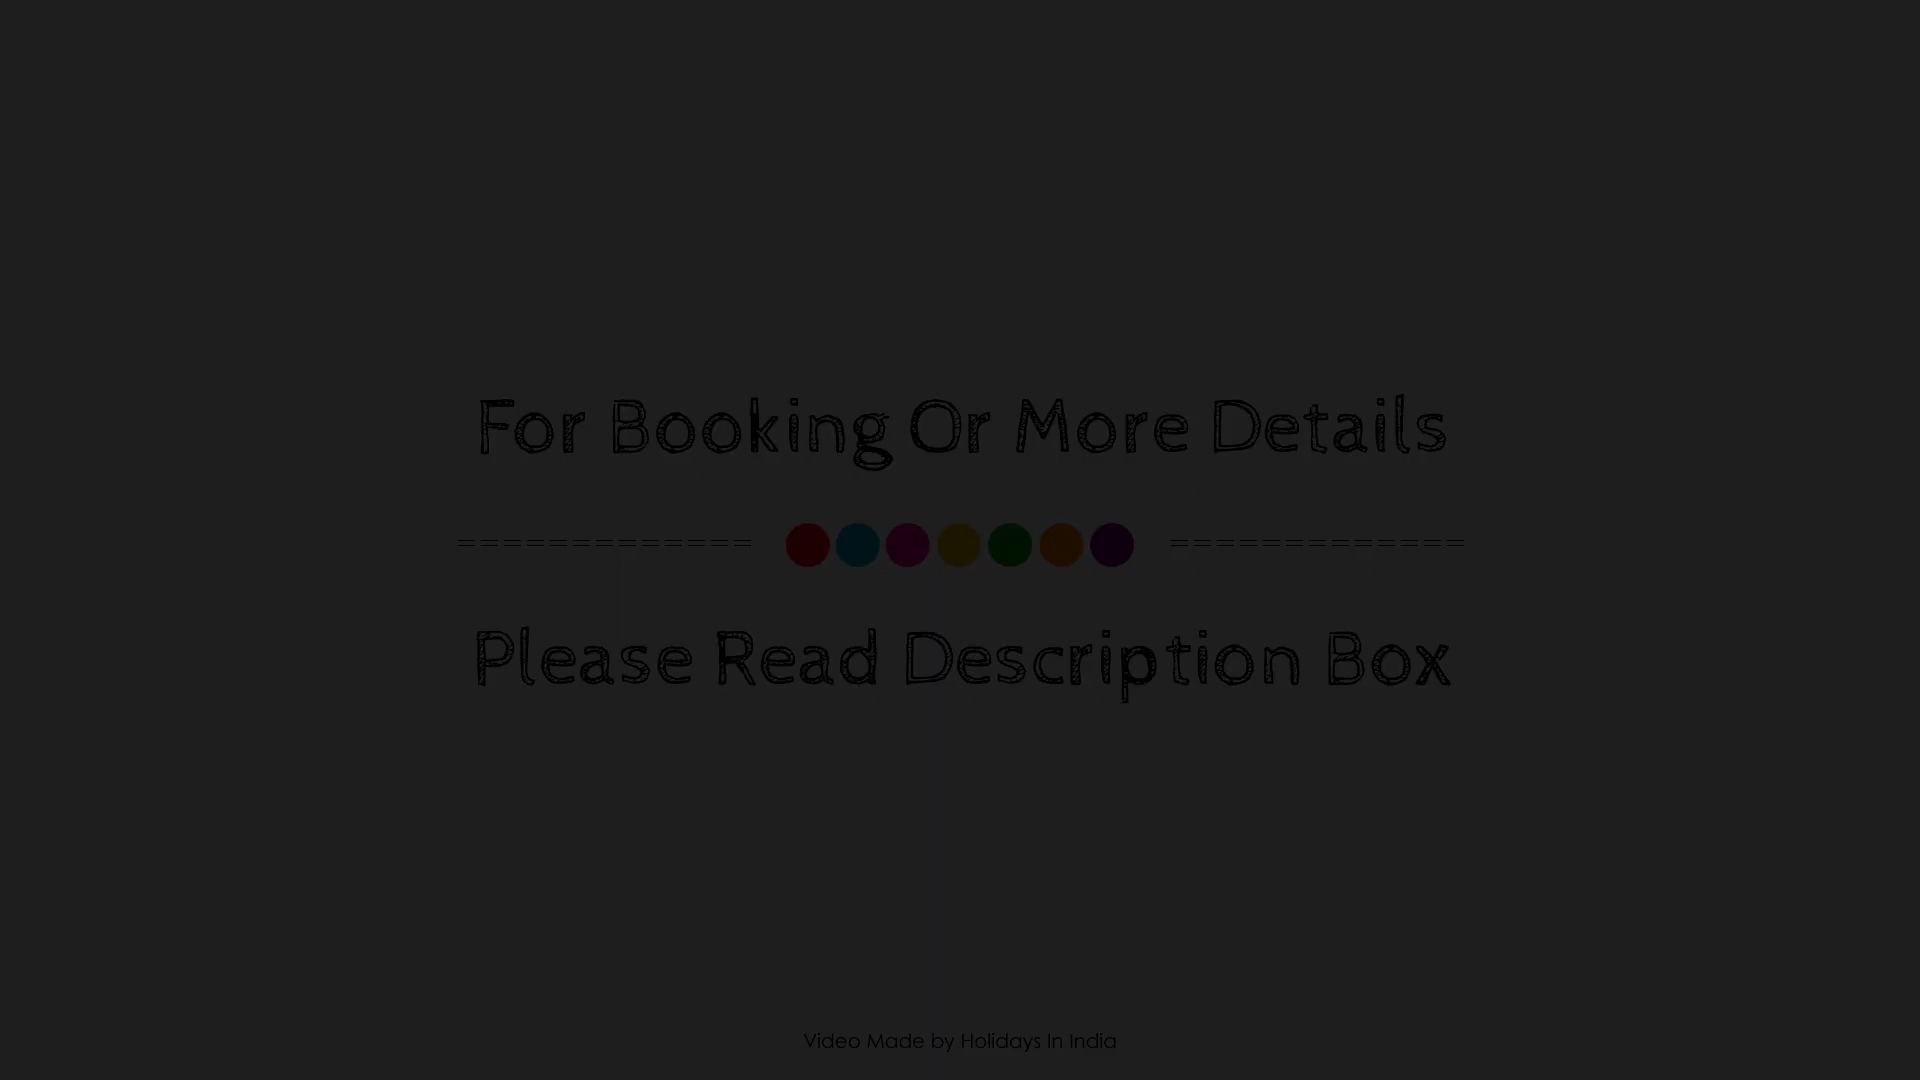 For Booking Or More Details
============= =============
Please Read Description Box
Video Made by Holidays In India